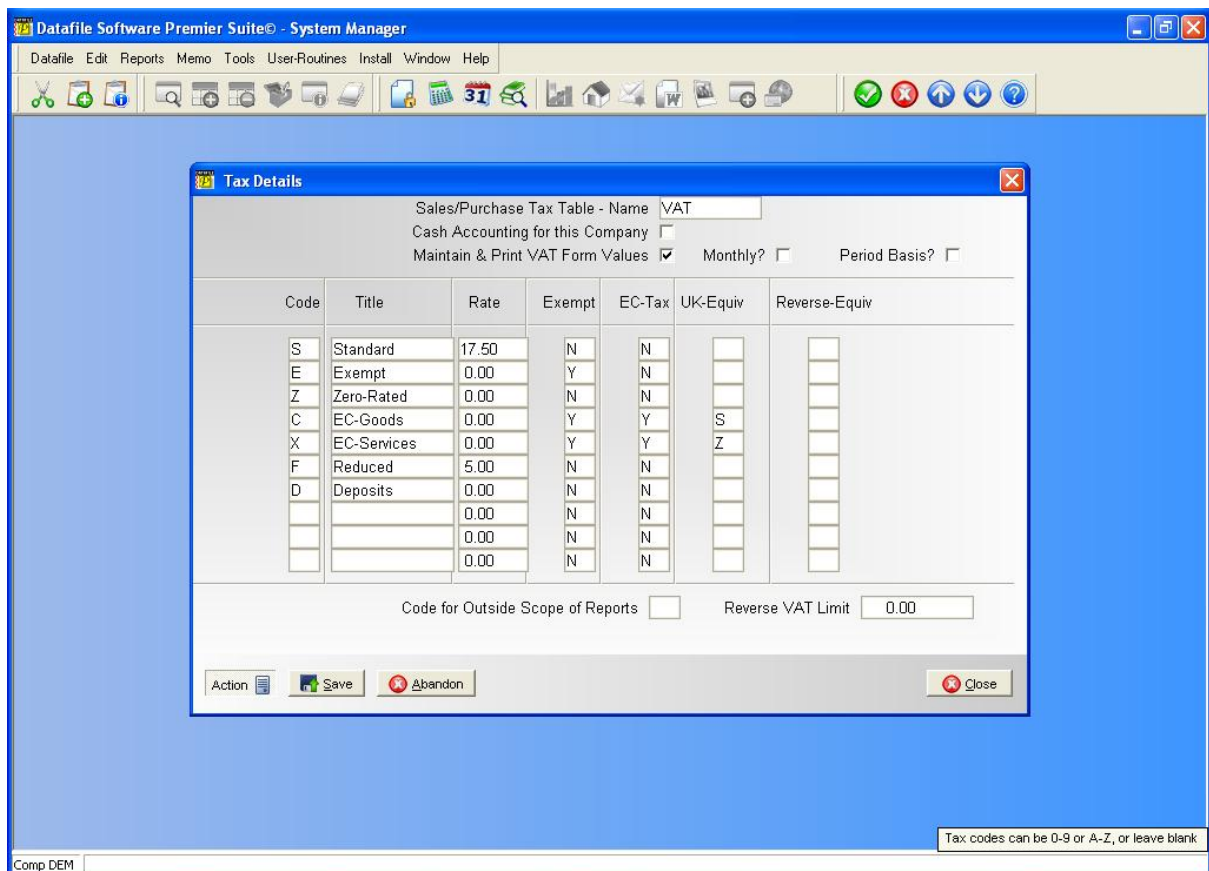 Datafile Software Premier Suite© - System Manager
Datafile Edit Reports Memo Tools User-Routines Install Window Help
31
Tax Details
Sales/Purchase Tax Table - Name VAT
Cash Accounting for this Company
Maintain & Print VAT Form Values Monthly? Period Basis?
Code Title Rate Exempt EC-Tax UK-Equiv Reverse-Equiv
S Standard 17.50 N N
E Exempt 0.00 Y N
Z Zero-Rated 0.00 N N
C EC-Goods 0.00 Y Y S
X EC-Services 0.00 Y Y Z
F Reduced 5.00 N N
D Deposits 0.00 N N
0.00 N N
0.00 N N
0.00 N N
Code for Outside Scope of Reports Reverse VAT Limit 0.00
Action Save Abandon Close
Tax codes can be 0-9 or A-Z, or leave blank
Comp DEM